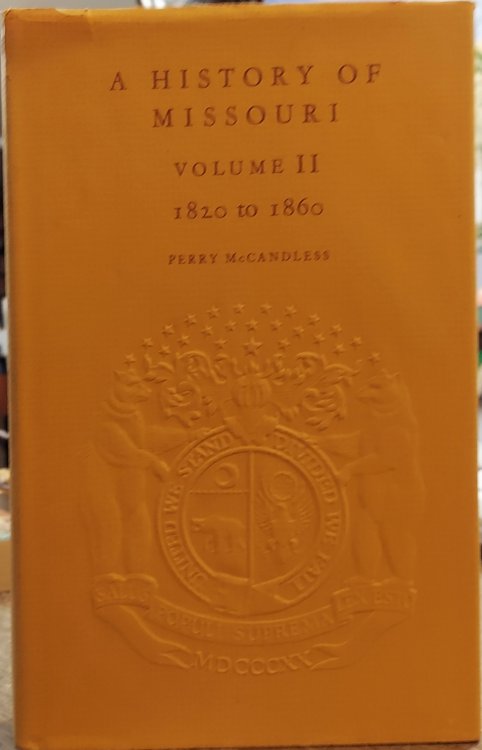 A HISTORY OF
MISSOURI
VOLUME II
1820 to 1860
PERRY McCANDLESS
UNITED WE STAND DIVIDED WE FALL
SALUS POPULI SUPREMA LEX ESTO
MDCCCXX